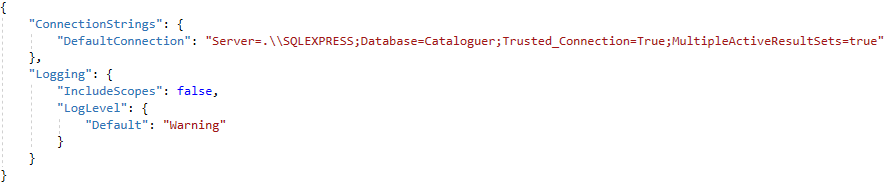 {
    "ConnectionStrings": {
        "DefaultConnection": "Server=.\\SQLEXPRESS;Database=Cataloguer;Trusted_Connection=True;MultipleActiveResultSets=true"
    },
    "Logging": {
        "IncludeScopes": false,
        "LogLevel": {
            "Default": "Warning"
        }
    }
}